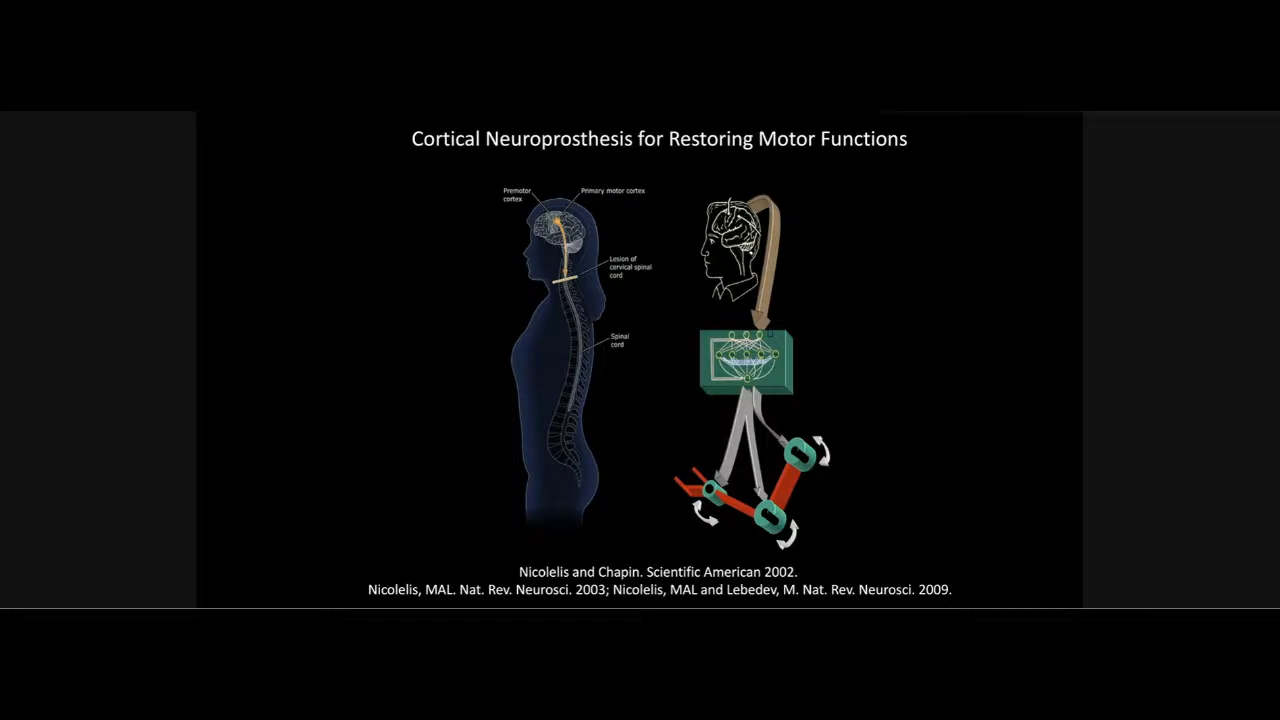 Cortical Neuroprosthesis for Restoring Motor Functions
Premotor
cortex
Primary motor cortex
Lesion of
cervical spinal
cord
Spinal
cord
Nicolelis and Chapin. Scientific American 2002.
Nicolelis, MAL. Nat. Rev. Neurosci. 2003; Nicolelis, MAL and Lebedev, M. Nat. Rev. Neurosci. 2009.